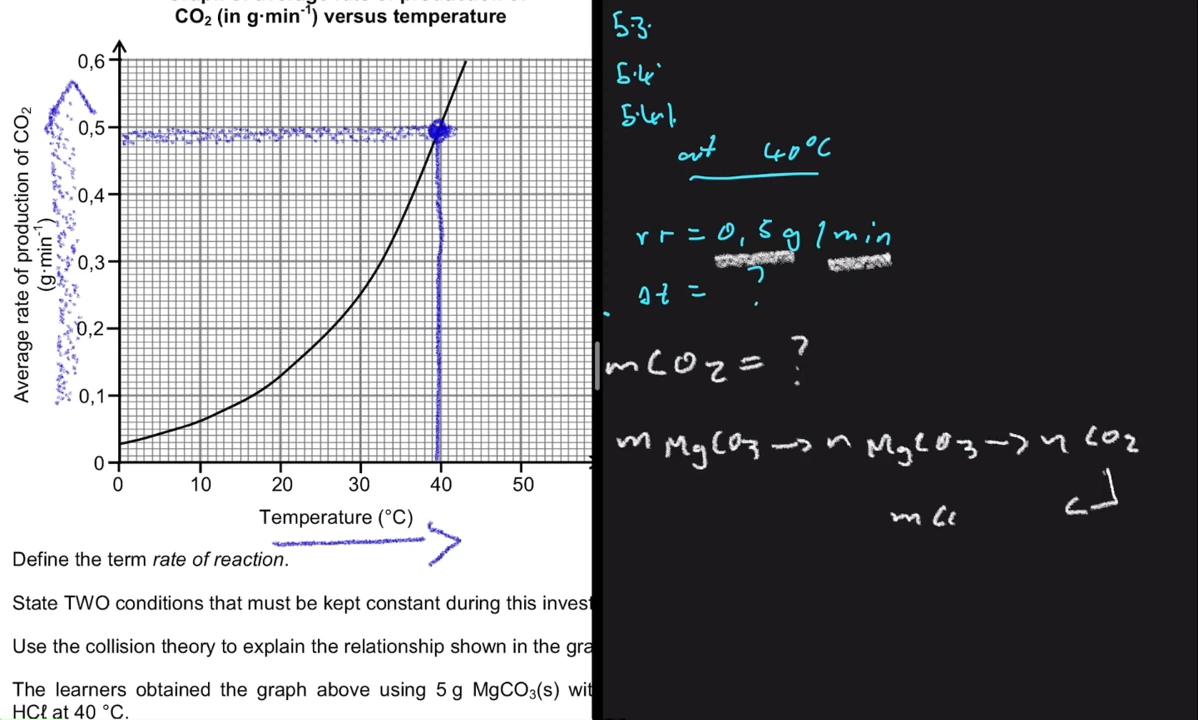 CO₂ (in g·min⁻¹) versus temperature
0,6
0,5
0,4
0,3
0,2
0,1
0
Average rate of production of CO₂
(g·min⁻¹)
0 10 20 30 40 50
Temperature (°C)
Define the term rate of reaction.
State TWO conditions that must be kept constant during this invest
Use the collision theory to explain the relationship shown in the gra
The learners obtained the graph above using 5 g MgCO₃(s) wit
HCℓ at 40 °C.
5.3.
5.4
5.4.1.
at 40°C
rr = 0,5g / min
Δt = ?
mCO2 = ?
m MgCO3 -> n MgCO3 -> n CO2
m CC